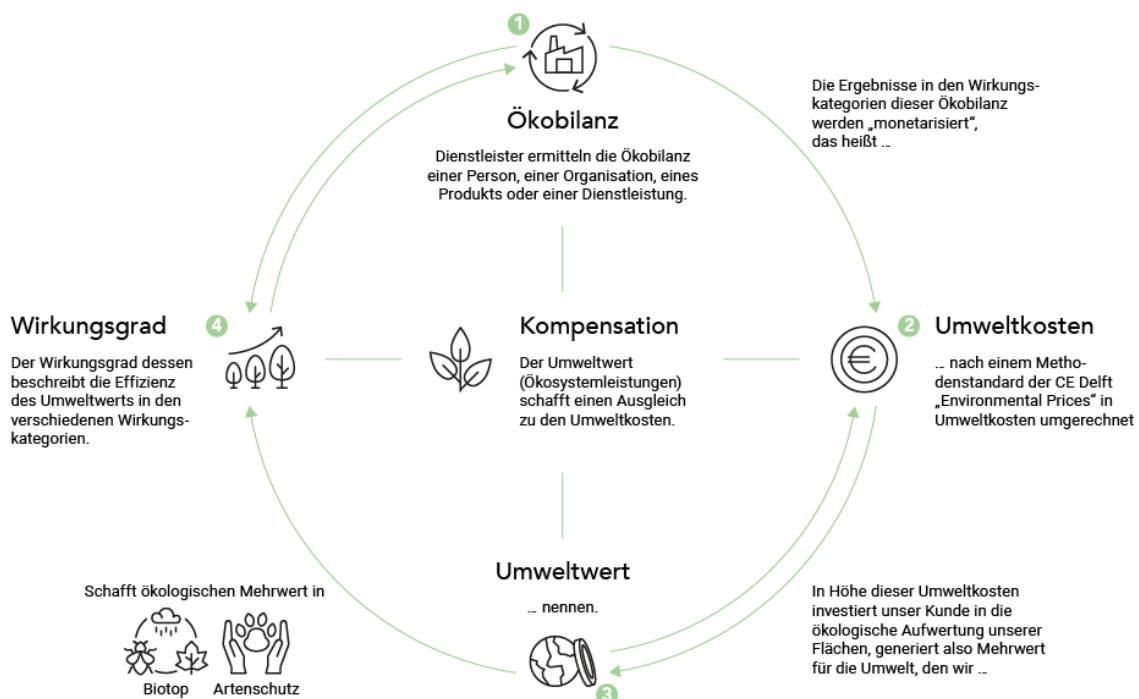 1
Ökobilanz
Dienstleister ermitteln die Ökobilanz
einer Person, einer Organisation, eines
Produkts oder einer Dienstleistung.
Die Ergebnisse in den Wirkungs-
kategorien dieser Ökobilanz
werden „monetarisiert“,
das heißt …
2
Umweltkosten
… nach einem Metho-
denstandard der CE Delft
„Environmental Prices“ in
Umweltkosten umgerechnet
Kompensation
Der Umweltwert
(Ökosystemleistungen)
schafft einen Ausgleich
zu den Umweltkosten.
Wirkungsgrad
4
Der Wirkungsgrad dessen
beschreibt die Effizienz
des Umweltwerts in den
verschiedenen Wirkungs-
kategorien.
In Höhe dieser Umweltkosten
investiert unser Kunde in die
ökologische Aufwertung unserer
Flächen, generiert also Mehrwert
für die Umwelt, den wir …
Umweltwert
… nennen.
3
Schafft ökologischen Mehrwert in
Biotop
Artenschutz